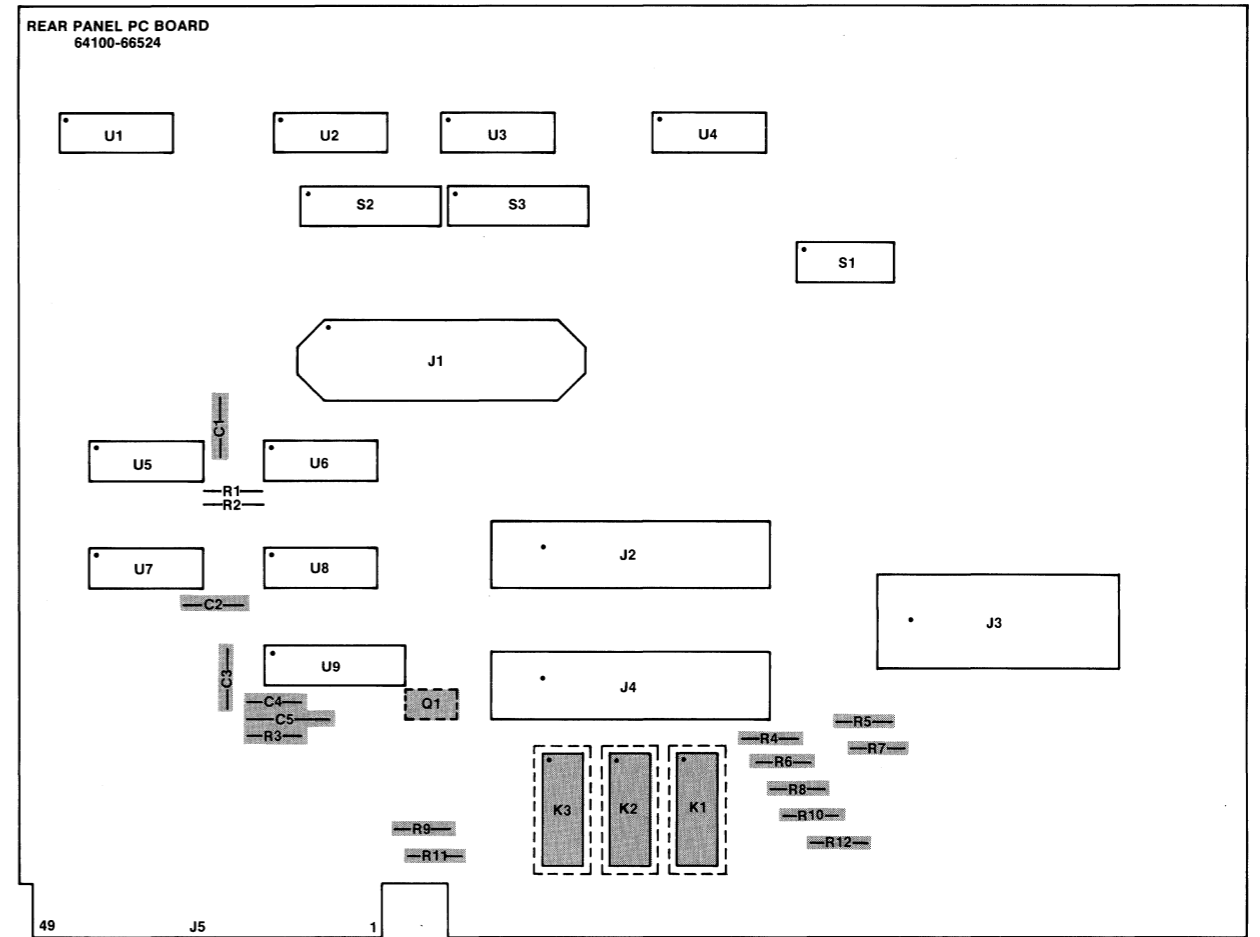 REAR PANEL PC BOARD
64100-66524
U1
U2
U3
U4
S2
S3
S1
J1
C1
U5
U6
R1
R2
J2
U7
U8
C2
J3
U9
C3
J4
C4
Q1
C5
R3
R5
R4
R7
R6
R8
K3
K2
K1
R10
R9
R12
R11
49
J5
1